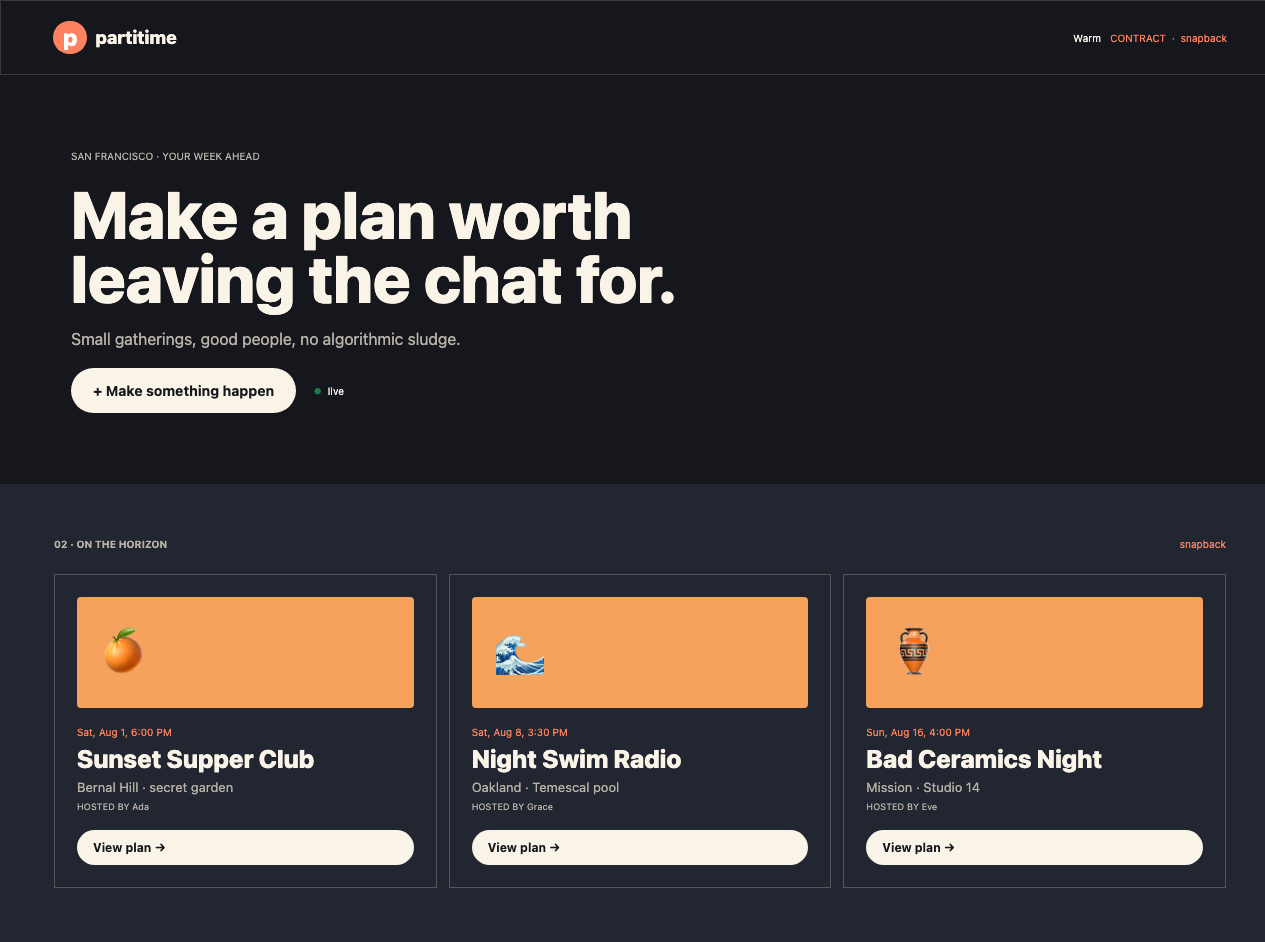 p partitime
Warm CONTRACT · snapback
SAN FRANCISCO · YOUR WEEK AHEAD
Make a plan worth
leaving the chat for.
Small gatherings, good people, no algorithmic sludge.
+ Make something happen
live
02 · ON THE HORIZON
snapback
Sat, Aug 1, 6:00 PM
Sunset Supper Club
Bernal Hill · secret garden
HOSTED BY Ada
View plan →
Sat, Aug 8, 3:30 PM
Night Swim Radio
Oakland · Temescal pool
HOSTED BY Grace
View plan →
Sun, Aug 16, 4:00 PM
Bad Ceramics Night
Mission · Studio 14
HOSTED BY Eve
View plan →